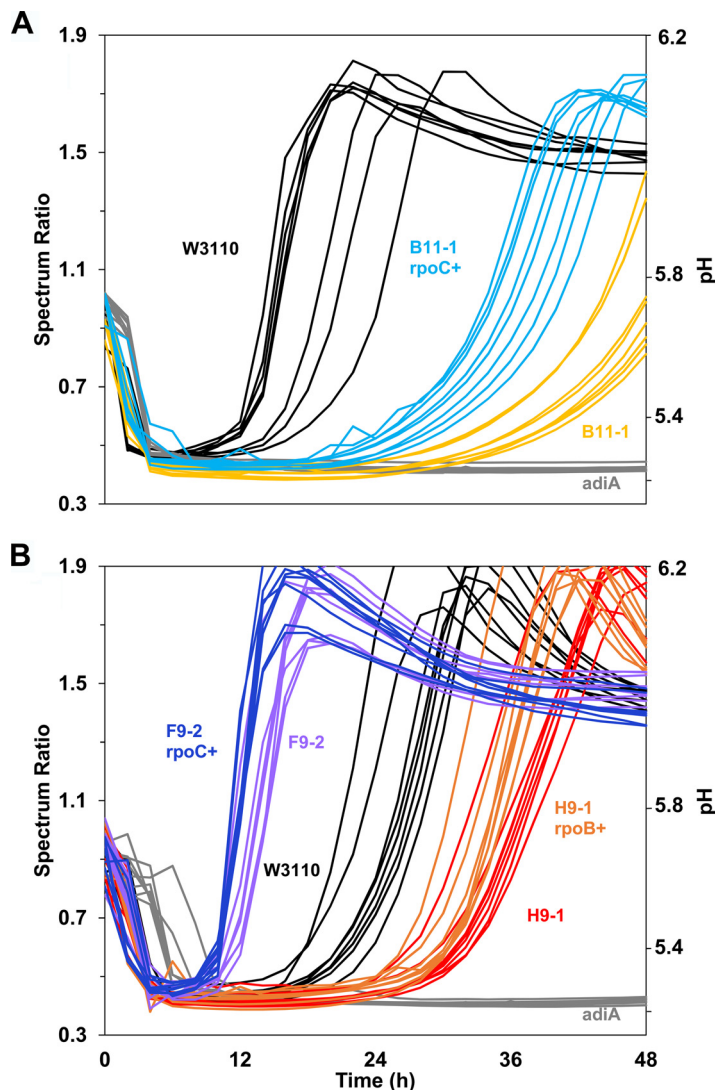 A
1.9
6.2
1.5
W3110
B11-1
rpoC+
Spectrum Ratio
1.1
5.8
pH
0.7
5.4
B11-1
adiA
0.3
B
1.9
6.2
1.5
F9-2
rpoC+
F9-2
Spectrum Ratio
1.1
5.8
pH
H9-1
rpoB+
W3110
0.7
H9-1
5.4
adiA
0.3
0
12
24
36
48
Time (h)